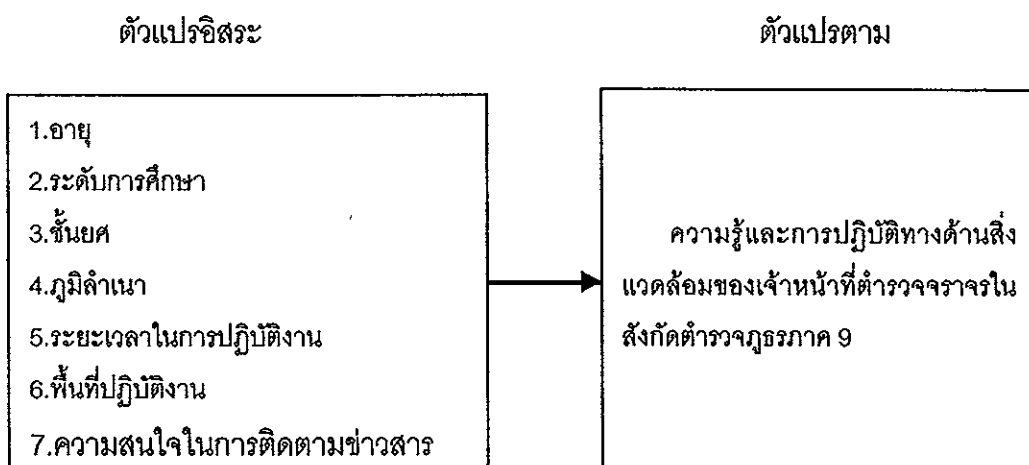 ตัวแปรอิสระ
ตัวแปรตาม
1.อายุ
2.ระดับการศึกษา
3.ชั้นยศ
4.ภูมิลำเนา
5.ระยะเวลาในการปฏิบัติงาน
6.พื้นที่ปฏิบัติงาน
7.ความสนใจในการติดตามข่าวสาร
ความรู้และการปฏิบัติทางด้านสิ่ง
แวดล้อมของเจ้าหน้าที่ตำรวจจราจรใน
สังกัดตำรวจภูธรภาค 9